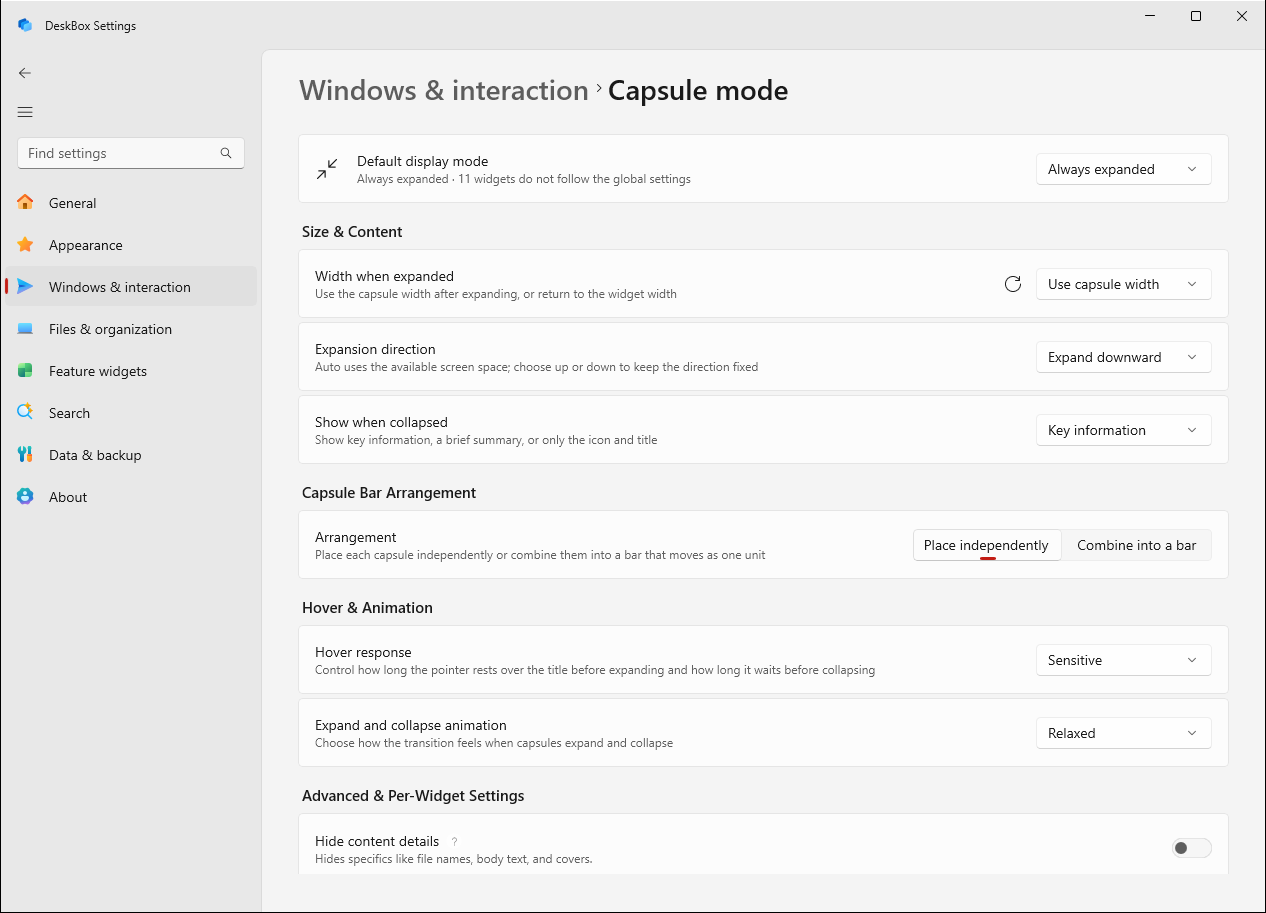 DeskBox Settings
Find settings
General
Appearance
Windows & interaction
Files & organization
Feature widgets
Search
Data & backup
About
Windows & interaction › Capsule mode
Default display mode
Always expanded · 11 widgets do not follow the global settings
Always expanded
Size & Content
Width when expanded
Use the capsule width after expanding, or return to the widget width
Use capsule width
Expansion direction
Auto uses the available screen space; choose up or down to keep the direction fixed
Expand downward
Show when collapsed
Show key information, a brief summary, or only the icon and title
Key information
Capsule Bar Arrangement
Arrangement
Place each capsule independently or combine them into a bar that moves as one unit
Place independently
Combine into a bar
Hover & Animation
Hover response
Control how long the pointer rests over the title before expanding and how long it waits before collapsing
Sensitive
Expand and collapse animation
Choose how the transition feels when capsules expand and collapse
Relaxed
Advanced & Per-Widget Settings
Hide content details ?
Hides specifics like file names, body text, and covers.